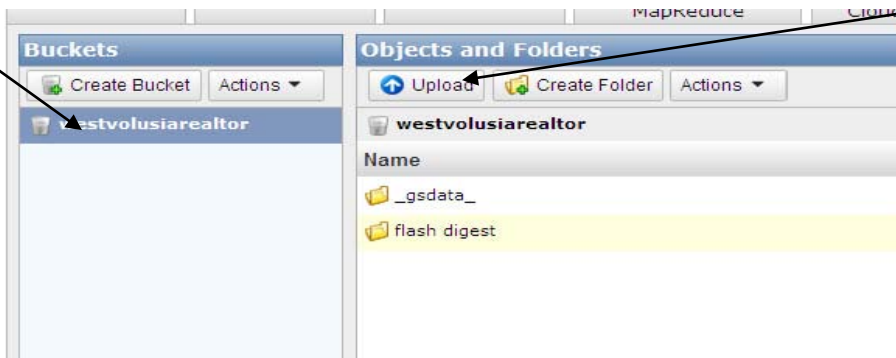 MapReduce
Buckets
Create Bucket Actions
westvolusiarealtor
Objects and Folders
Upload Create Folder Actions
westvolusiarealtor
Name
_gsdata_
flash digest